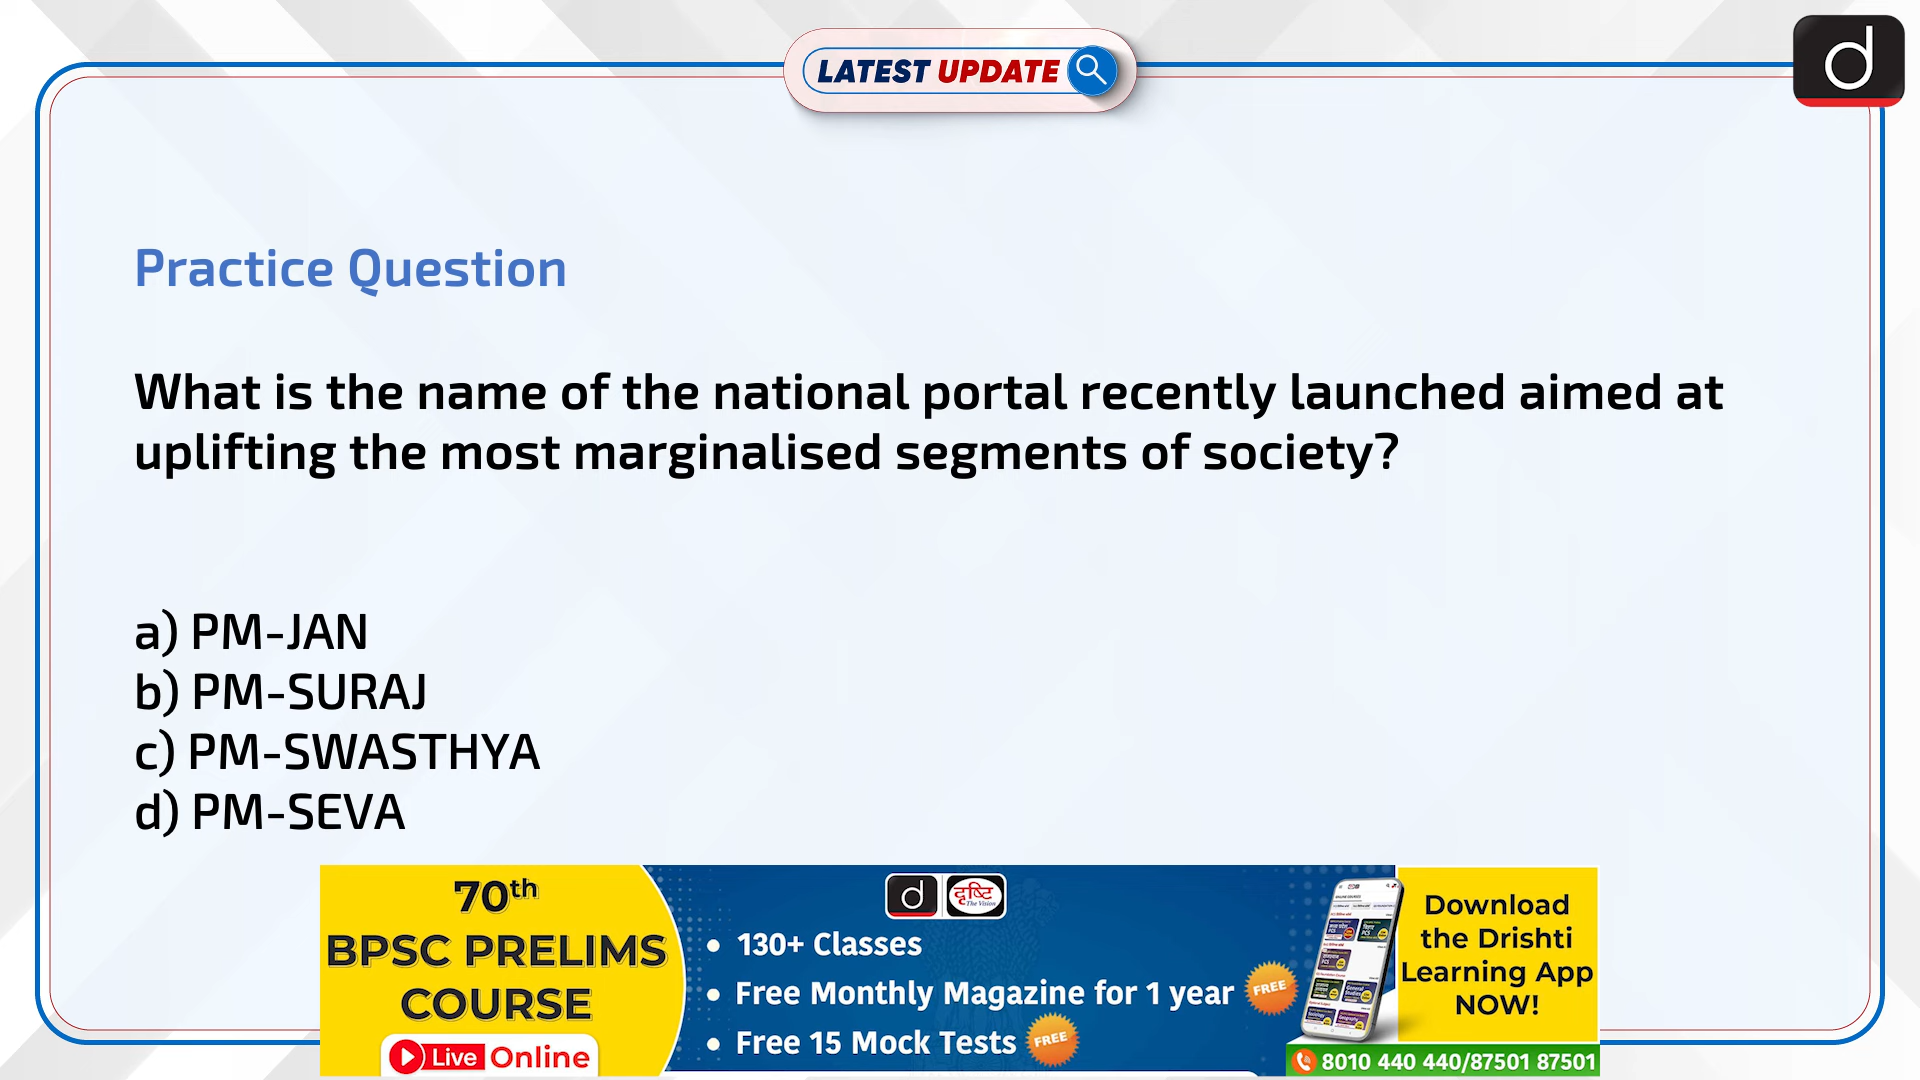 LATEST UPDATE
d
Practice Question
What is the name of the national portal recently launched aimed at
uplifting the most marginalised segments of society?
a) PM-JAN
b) PM-SURAJ
c) PM-SWASTHYA
d) PM-SEVA
70th
BPSC PRELIMS
COURSE
Live Online
d
दृष्टि
The Vision
• 130+ Classes
• Free Monthly Magazine for 1 year FREE
• Free 15 Mock Tests FREE
Download
the Drishti
Learning App
NOW!
8010 440 440/87501 87501